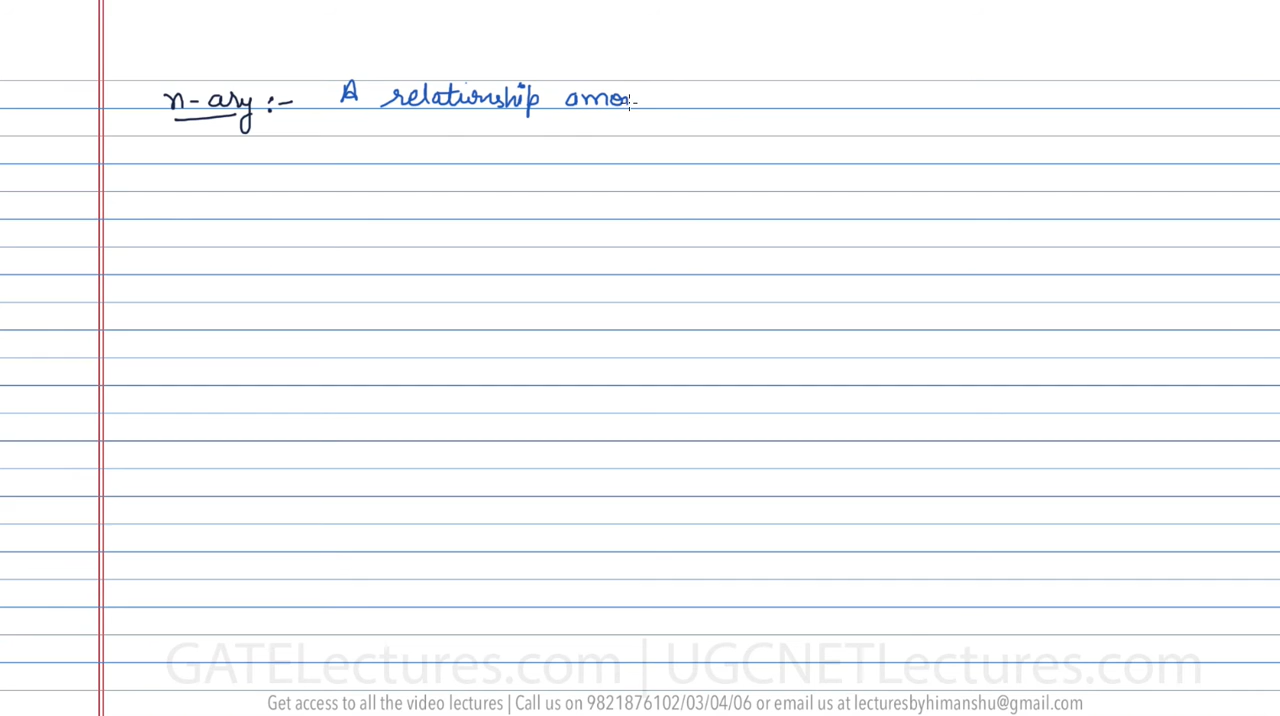 n-ary :- A relationship amo
GATELectures.com | UGCNETLectures.com
Get access to all the video lectures | Call us on 9821876102/03/04/06 or email us at lecturesbyhimanshu@gmail.com